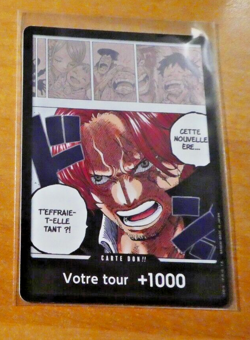 CETTE
NOUVELLE
ÈRE...
T'EFFRAIE-
T-ELLE
TANT ?!
CARTE DON!!
Votre tour +1000